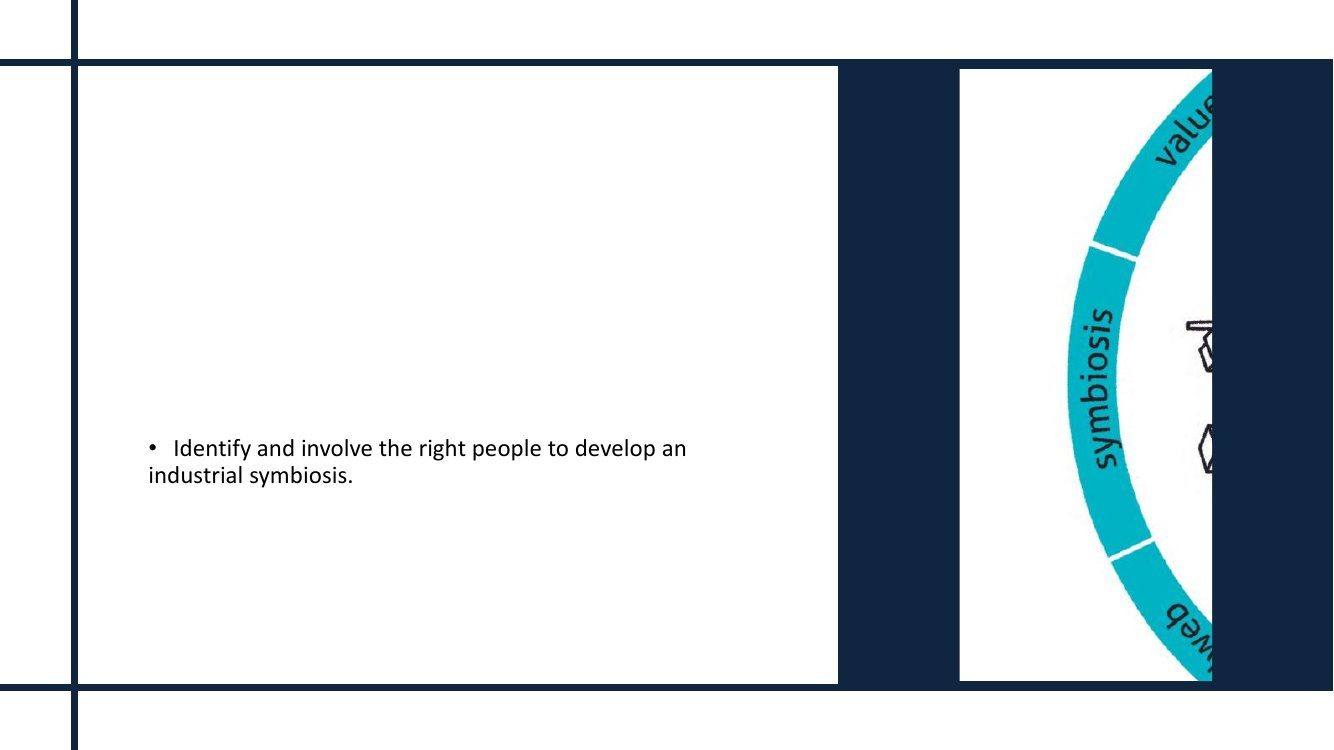 • Identify and involve the right people to develop an
industrial symbiosis.
value
symbiosis
web